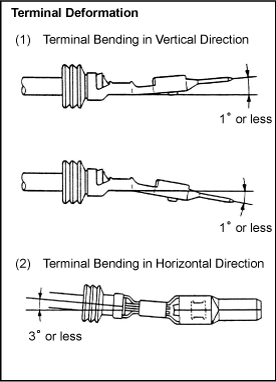 Terminal Deformation
(1) Terminal Bending in Vertical Direction
1° or less
1° or less
(2) Terminal Bending in Horizontal Direction
3° or less